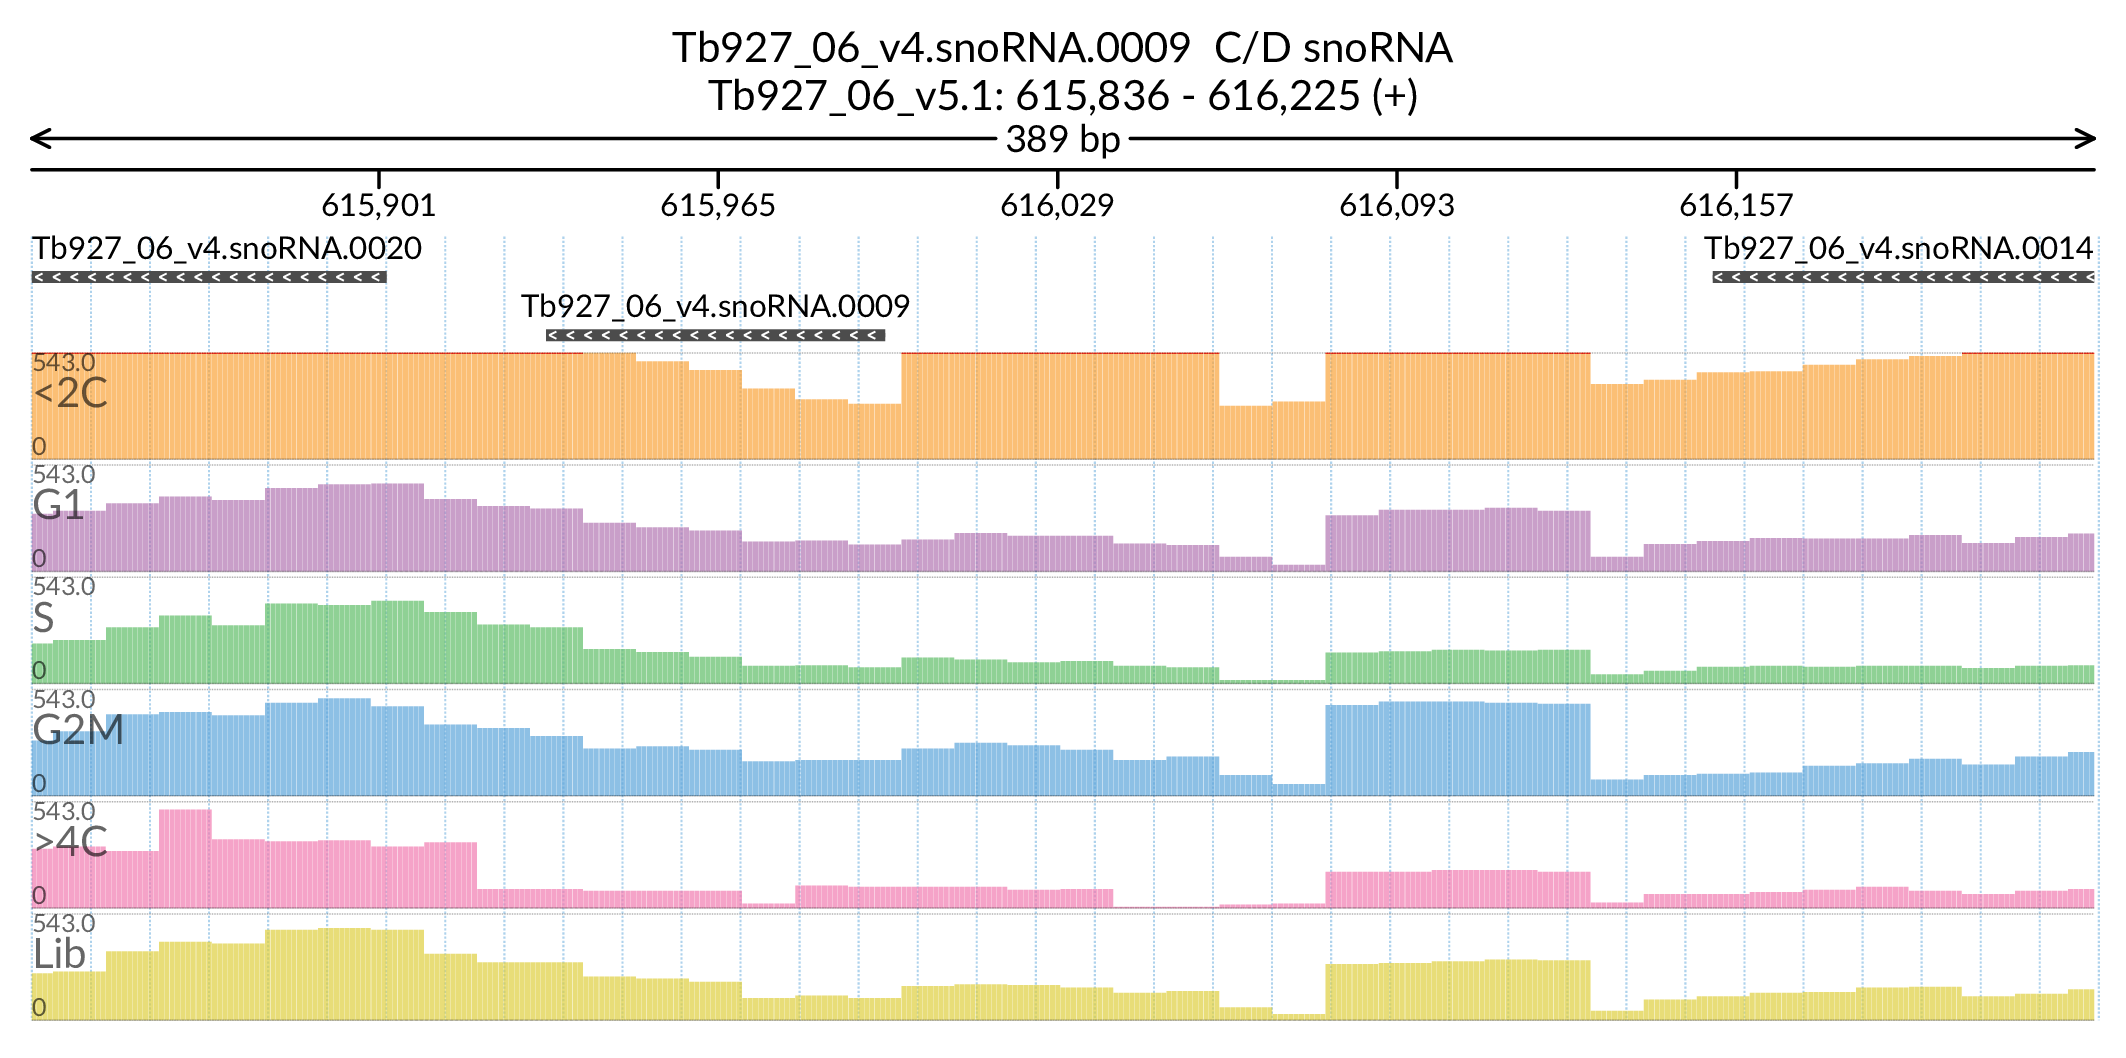 Tb927_06_v4.snoRNA.0009  C/D snoRNA
Tb927_06_v5.1: 615,836 - 616,225 (+)
389 bp
615,901 615,965 616,029 616,093 616,157
Tb927_06_v4.snoRNA.0020 Tb927_06_v4.snoRNA.0014
Tb927_06_v4.snoRNA.0009
543.0
<2C
0
543.0
G1
0
543.0
S
0
543.0
G2M
0
543.0
>4C
0
543.0
Lib
0